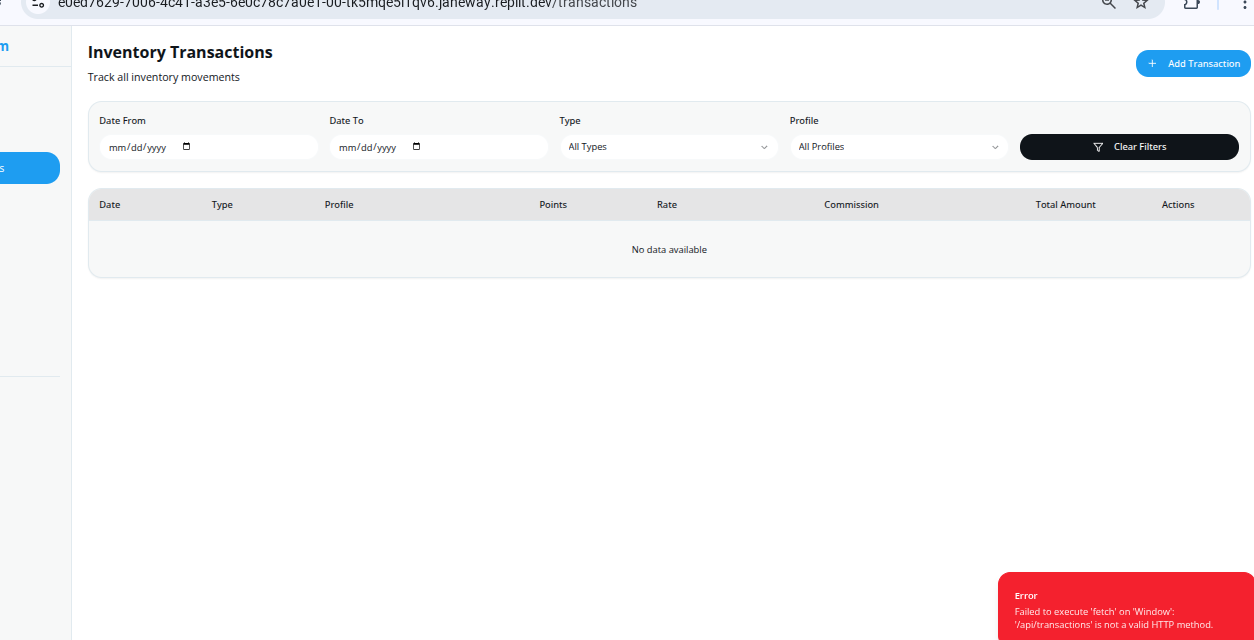 e0ed7629-7006-4c41-a3e5-6e0c78c7a0e1-00-tk5mqe5i1qv6.janeway.replit.dev/transactions
m
Inventory Transactions
Track all inventory movements
Add Transaction
Date From
Date To
Type
Profile
mm/dd/yyyy
mm/dd/yyyy
All Types
All Profiles
Clear Filters
s
Date Type Profile Points Rate Commission Total Amount Actions
No data available
Error
Failed to execute 'fetch' on 'Window':
'/api/transactions' is not a valid HTTP method.